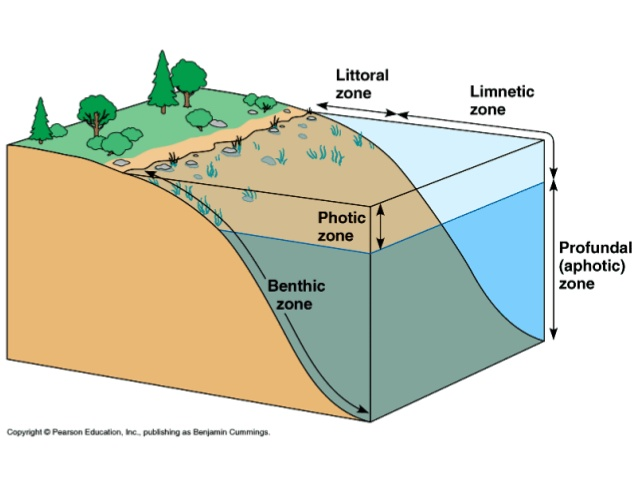 Littoral
zone
Limnetic
zone
Photic
zone
Profundal
(aphotic)
zone
Benthic
zone
Copyright © Pearson Education, Inc., publishing as Benjamin Cummings.